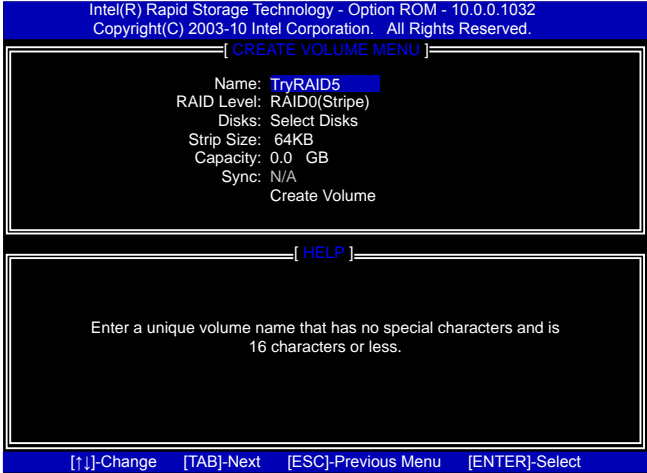 Intel(R) Rapid Storage Technology - Option ROM - 10.0.0.1032
Copyright(C) 2003-10 Intel Corporation. All Rights Reserved.
[ CREATE VOLUME MENU ]
Name: TryRAID5
RAID Level: RAID0(Stripe)
Disks: Select Disks
Strip Size: 64KB
Capacity: 0.0 GB
Sync: N/A
Create Volume
[ HELP ]
Enter a unique volume name that has no special characters and is
16 characters or less.
[↑↓]-Change [TAB]-Next [ESC]-Previous Menu [ENTER]-Select